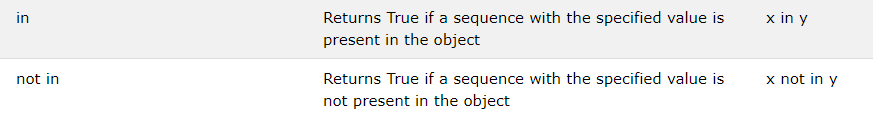 in Returns True if a sequence with the specified value is x in y
present in the object
not in Returns True if a sequence with the specified value is x not in y
not present in the object